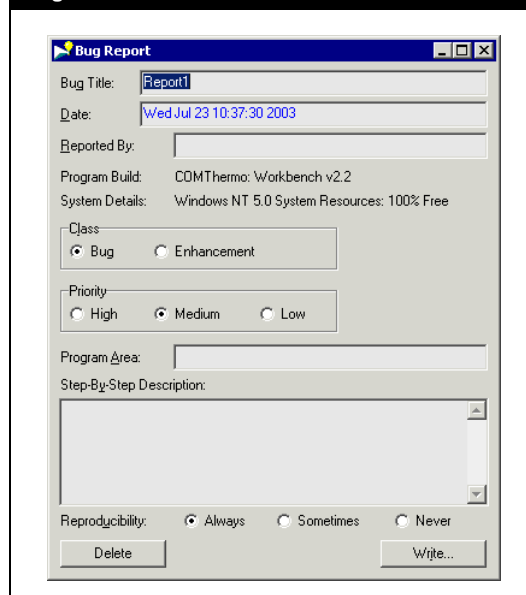 Bug Report
Bug Title: Report1
Date: Wed Jul 23 10:37:30 2003
Reported By:
Program Build: COMThermo: Workbench v2.2
System Details: Windows NT 5.0 System Resources: 100% Free
Class
Bug Enhancement
Priority
High Medium Low
Program Area:
Step-By-Step Description:
Reproducibility: Always Sometimes Never
Delete Write...